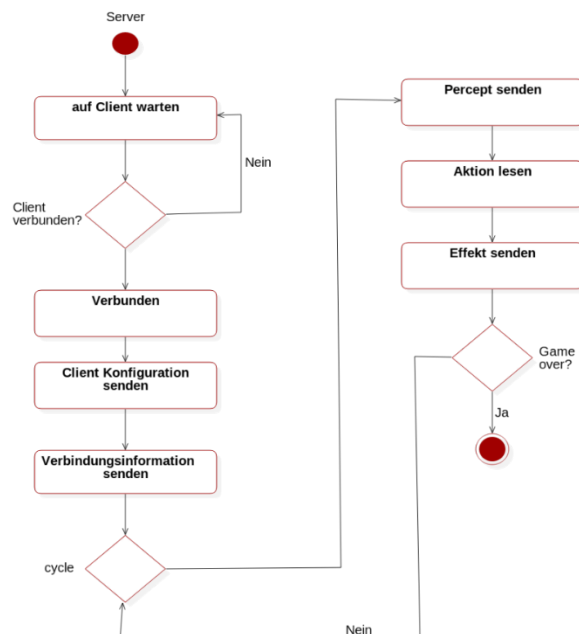 Server
auf Client warten
Nein
Client
verbunden?
Verbunden
Client Konfiguration
senden
Verbindungsinformation
senden
cycle
Percept senden
Aktion lesen
Effekt senden
Game
over?
Ja
Nein